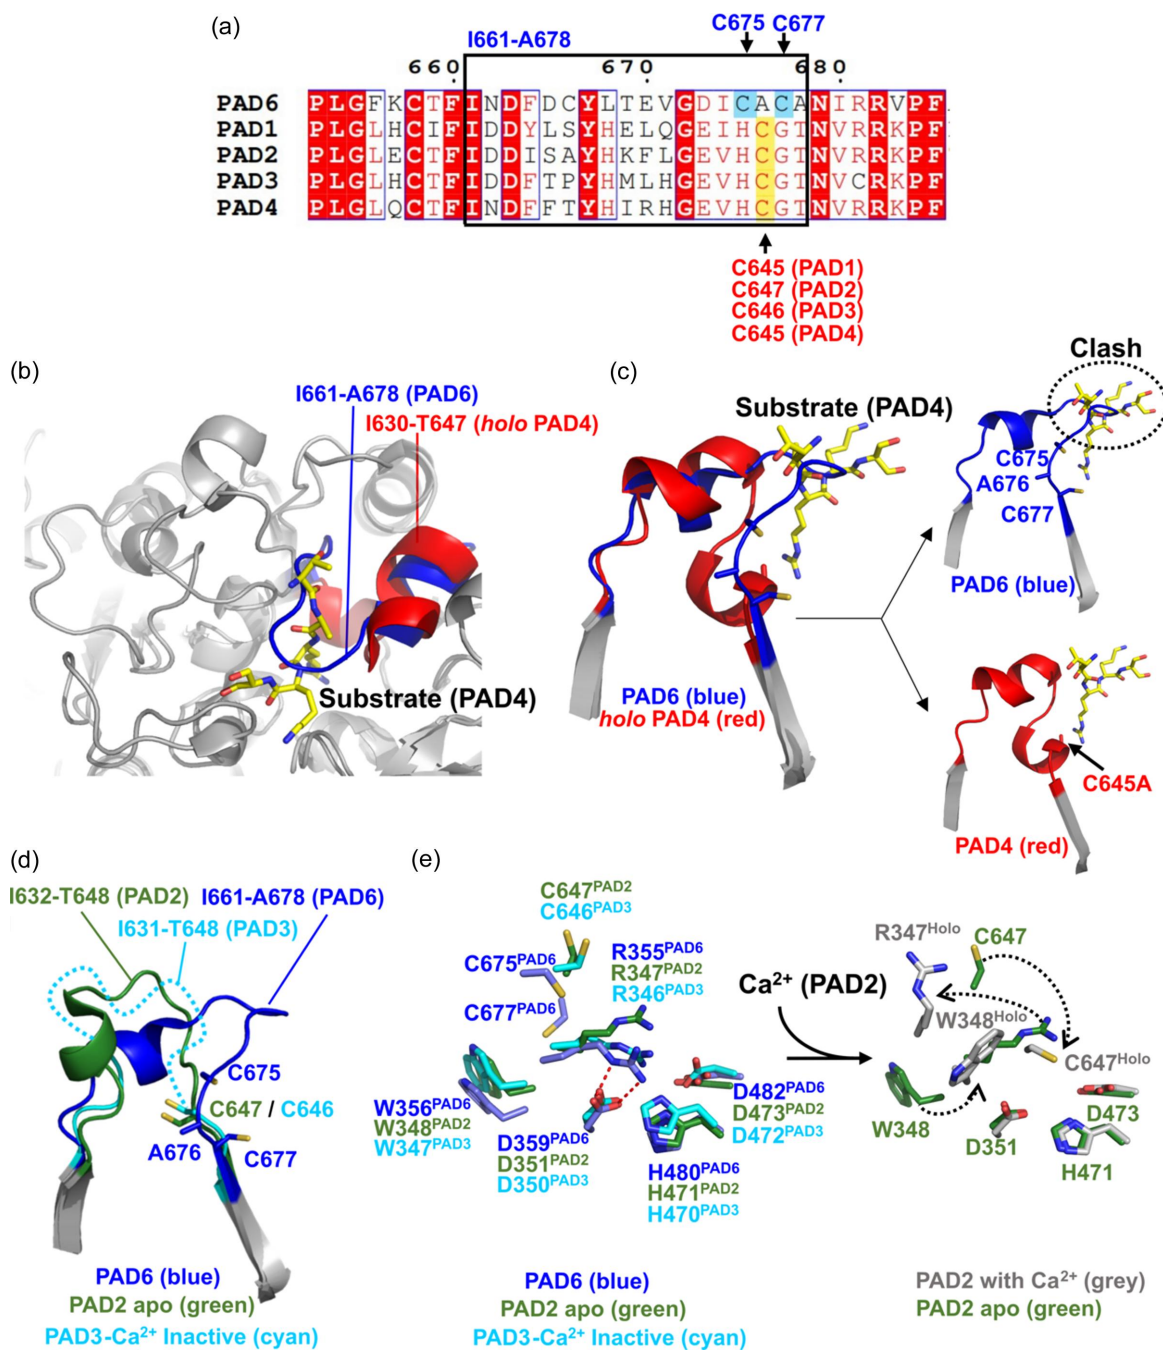 (a)
C675 C677
I661-A678
660 670 680
PAD6 PLGFKCTFINDFDCYLTEVGDICACANIRRVPF
PAD1 PLGLHCIFIDDYLSYHELQGEIHCGTNVRRKPF
PAD2 PLGLECTFIDDISAYHKFLGEVHCGTNVRRKPF
PAD3 PLGLHCTFIDDFTPYHMLHGEVHCGTNVCRKPF
PAD4 PLGLQCTFINDFFTYHIRHGEVHCGTNVRRKPF
C645 (PAD1)
C647 (PAD2)
C646 (PAD3)
C645 (PAD4)
(b)
I661-A678 (PAD6)
I630-T647 (holo PAD4)
Substrate (PAD4)
(c)
Clash
Substrate (PAD4)
C675
A676
C677
PAD6 (blue)
PAD6 (blue)
holo PAD4 (red)
C645A
PAD4 (red)
(d)
I632-T648 (PAD2)
I661-A678 (PAD6)
I631-T648 (PAD3)
C675
C647 / C646
A676
C677
PAD6 (blue)
PAD2 apo (green)
PAD3-Ca²⁺ Inactive (cyan)
(e)
C647ᴾᴬᴰ²
C646ᴾᴬᴰ³
C675ᴾᴬᴰ⁶
R355ᴾᴬᴰ⁶
R347ᴾᴬᴰ²
R346ᴾᴬᴰ³
C677ᴾᴬᴰ⁶
W356ᴾᴬᴰ⁶
W348ᴾᴬᴰ²
W347ᴾᴬᴰ³
D359ᴾᴬᴰ⁶
D351ᴾᴬᴰ²
D350ᴾᴬᴰ³
D482ᴾᴬᴰ⁶
D473ᴾᴬᴰ²
D472ᴾᴬᴰ³
H480ᴾᴬᴰ⁶
H471ᴾᴬᴰ²
H470ᴾᴬᴰ³
Ca²⁺ (PAD2)
R347ᴴᵒˡᵒ
C647
W348ᴴᵒˡᵒ
C647ᴴᵒˡᵒ
W348
D351
D473
H471
PAD6 (blue)
PAD2 apo (green)
PAD3-Ca²⁺ Inactive (cyan)
PAD2 with Ca²⁺ (grey)
PAD2 apo (green)